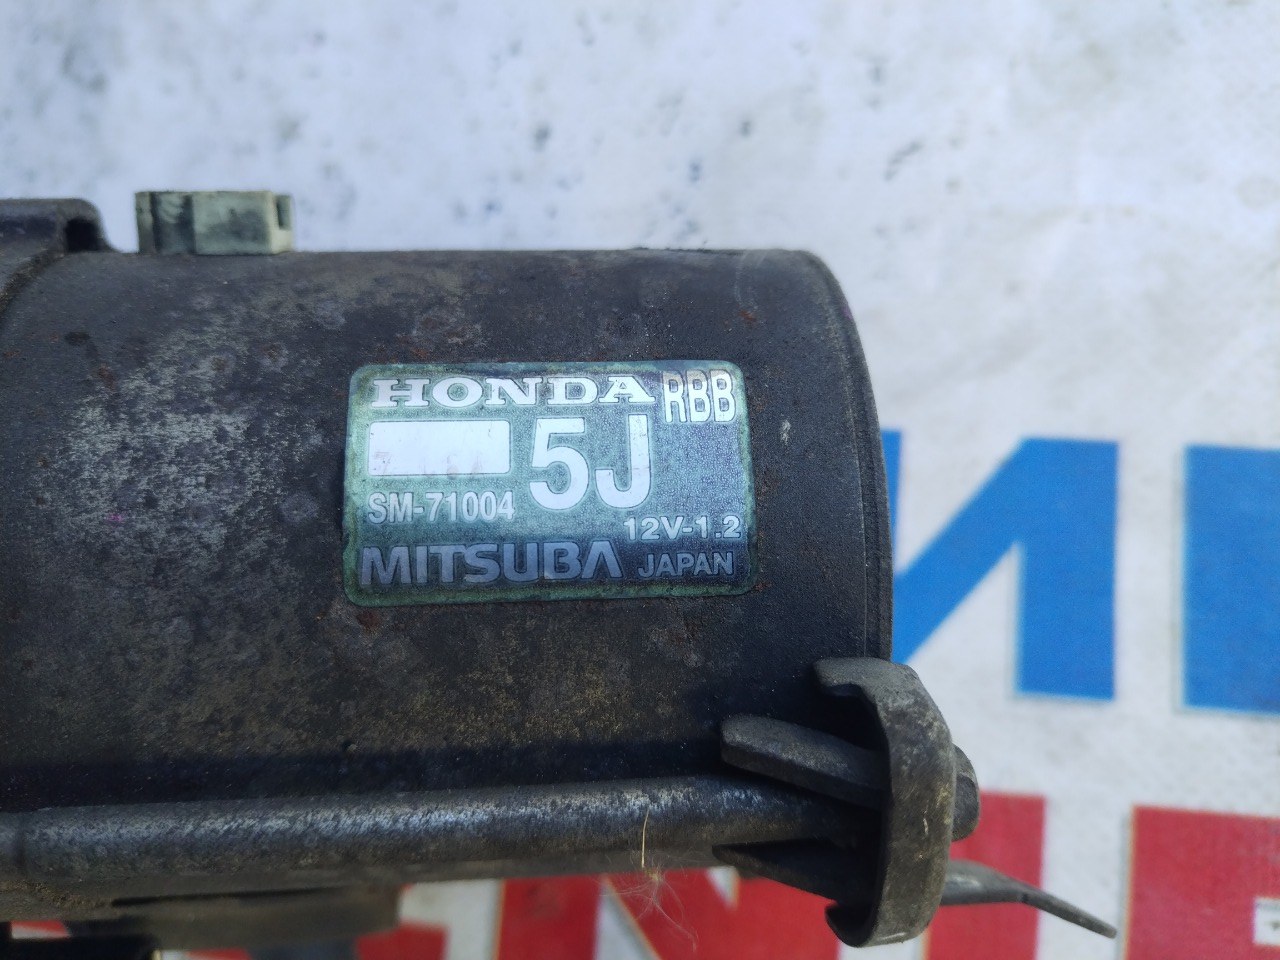 HONDA RBB
5J
SM-71004
12V-1.2
MITSUBA JAPAN